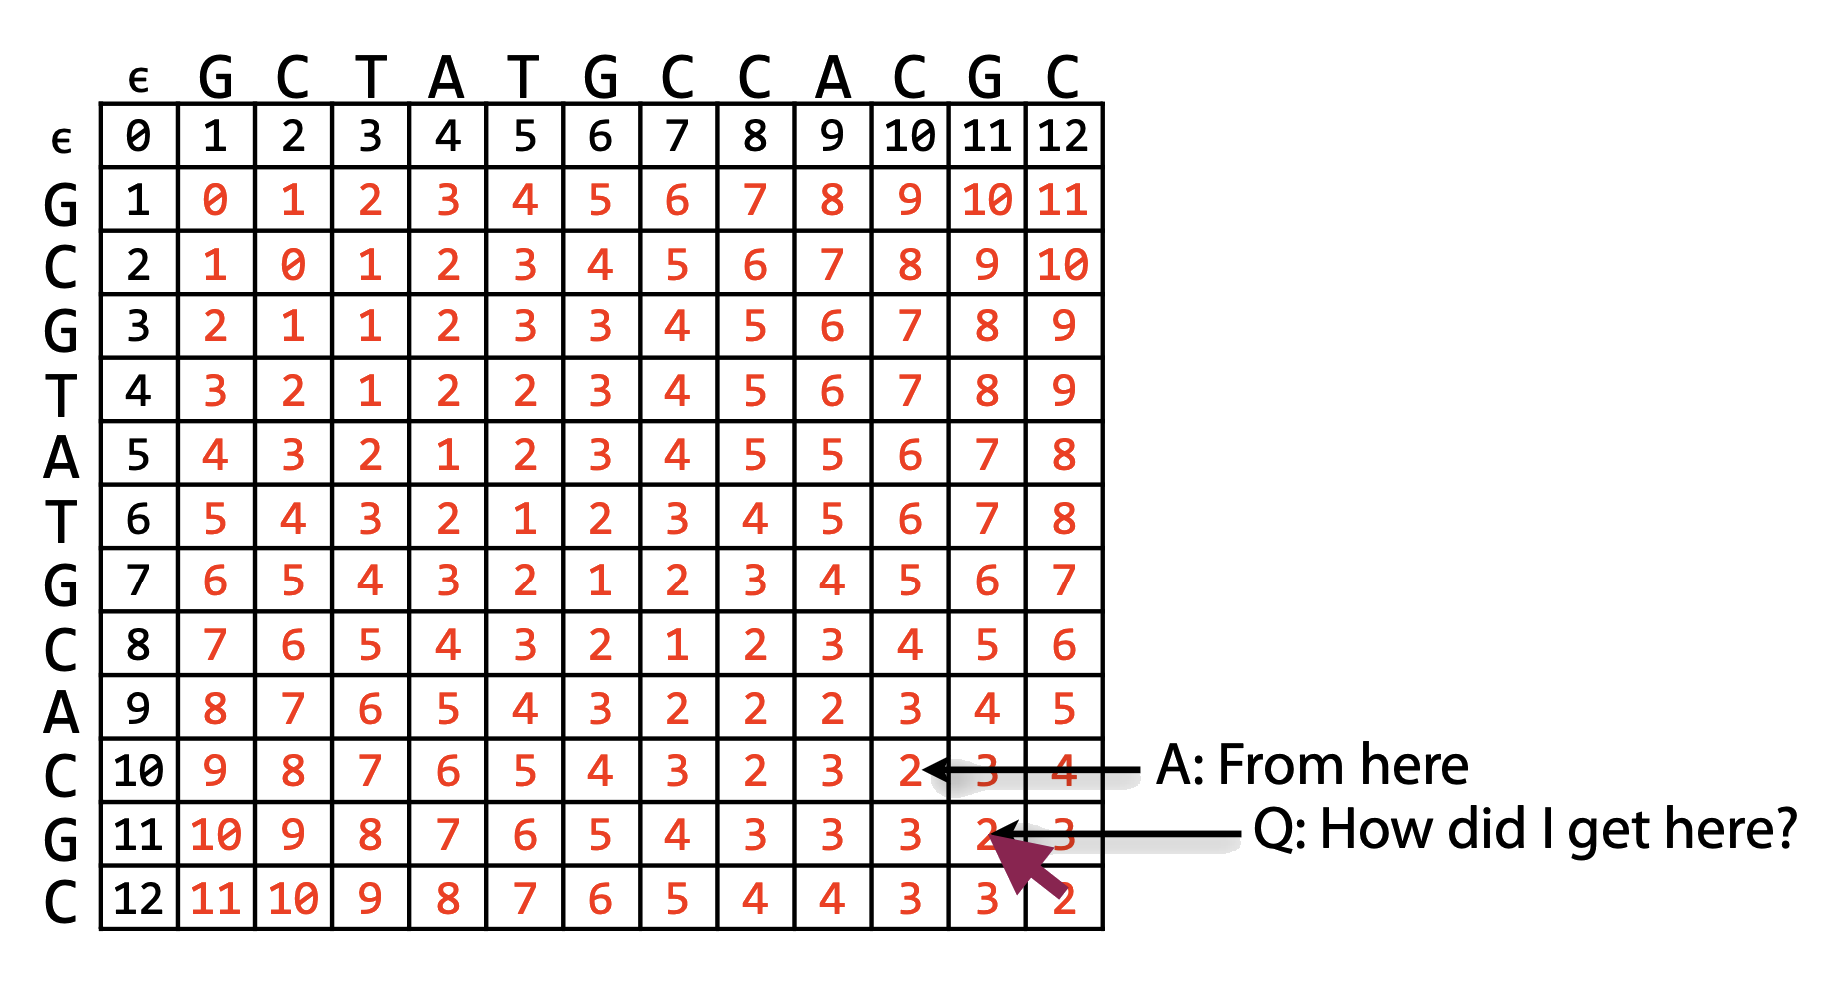 ϵ G C T A T G C C A C G C
ϵ 0 1 2 3 4 5 6 7 8 9 10 11 12
G 1 0 1 2 3 4 5 6 7 8 9 10 11
C 2 1 0 1 2 3 4 5 6 7 8 9 10
G 3 2 1 1 2 3 3 4 5 6 7 8 9
T 4 3 2 1 2 2 3 4 5 6 7 8 9
A 5 4 3 2 1 2 3 4 5 5 6 7 8
T 6 5 4 3 2 1 2 3 4 5 6 7 8
G 7 6 5 4 3 2 1 2 3 4 5 6 7
C 8 7 6 5 4 3 2 1 2 3 4 5 6
A 9 8 7 6 5 4 3 2 2 2 3 4 5
C 10 9 8 7 6 5 4 3 2 3 2 3 4 A: From here
G 11 10 9 8 7 6 5 4 3 3 3 2 3 Q: How did I get here?
C 12 11 10 9 8 7 6 5 4 4 3 3 2